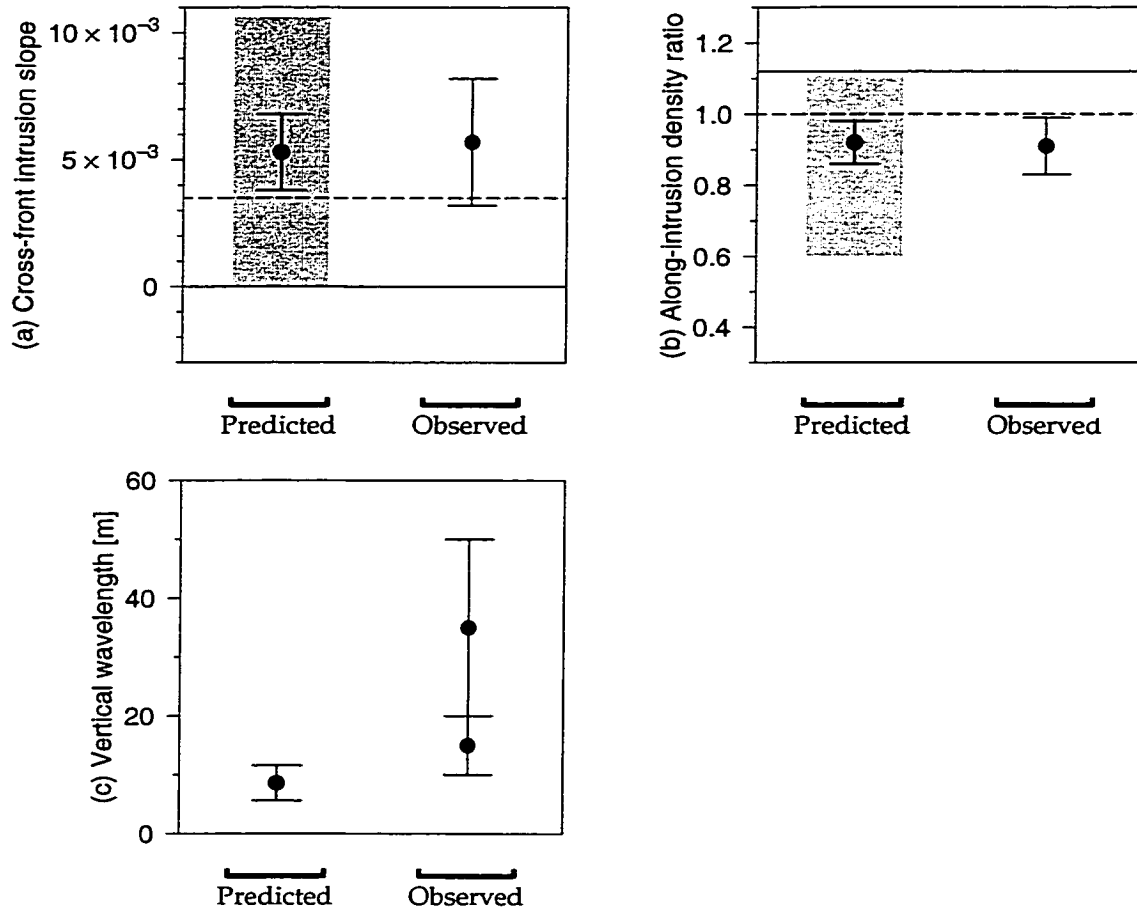 (a) Cross-front intrusion slope
10 × 10⁻³
5 × 10⁻³
0
Predicted
Observed
(b) Along-intrusion density ratio
1.2
1.0
0.8
0.6
0.4
Predicted
Observed
(c) Vertical wavelength [m]
60
40
20
0
Predicted
Observed